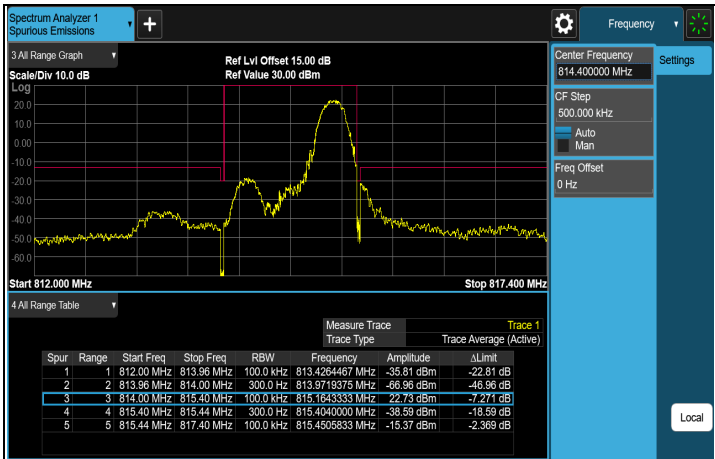 Spectrum Analyzer 1
Spurious Emissions
+
Frequency
3 All Range Graph
Ref Lvl Offset 15.00 dB
Scale/Div 10.0 dB
Ref Value 30.00 dBm
Log
20.0
10.0
0.00
-10.0
-20.0
-30.0
-40.0
-50.0
-60.0
Start 812.000 MHz
Stop 817.400 MHz
Center Frequency
814.400000 MHz
Settings
CF Step
500.000 kHz
Auto
Man
Freq Offset
0 Hz
Local
4 All Range Table
Measure Trace Trace 1
Trace Type Trace Average (Active)
Spur Range Start Freq Stop Freq RBW Frequency Amplitude ΔLimit
1 1 812.00 MHz 813.96 MHz 100.0 kHz 813.4264467 MHz -35.81 dBm -22.81 dB
2 2 813.96 MHz 814.00 MHz 300.0 Hz 813.9719375 MHz -66.96 dBm -46.96 dB
3 3 814.00 MHz 815.40 MHz 100.0 kHz 815.1643333 MHz 22.73 dBm -7.271 dB
4 4 815.40 MHz 815.44 MHz 300.0 Hz 815.4040000 MHz -38.59 dBm -18.59 dB
5 5 815.44 MHz 817.40 MHz 100.0 kHz 815.4505833 MHz -15.37 dBm -2.369 dB